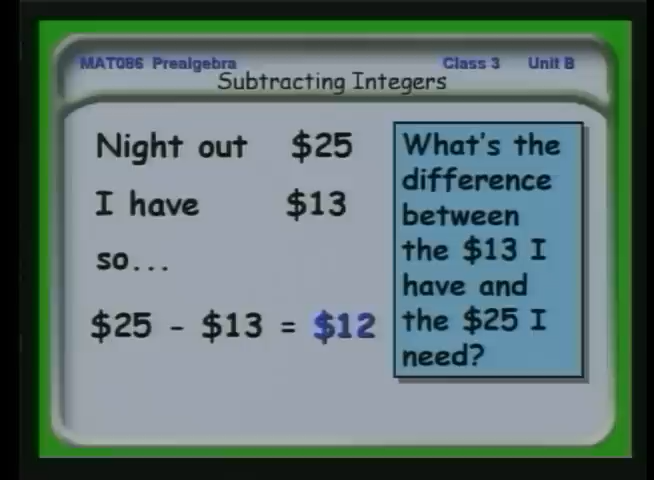 MAT086 Prealgebra Class 3 Unit B
Subtracting Integers
Night out $25
I have $13
so...
$25 - $13 = $12
What's the
difference
between
the $13 I
have and
the $25 I
need?